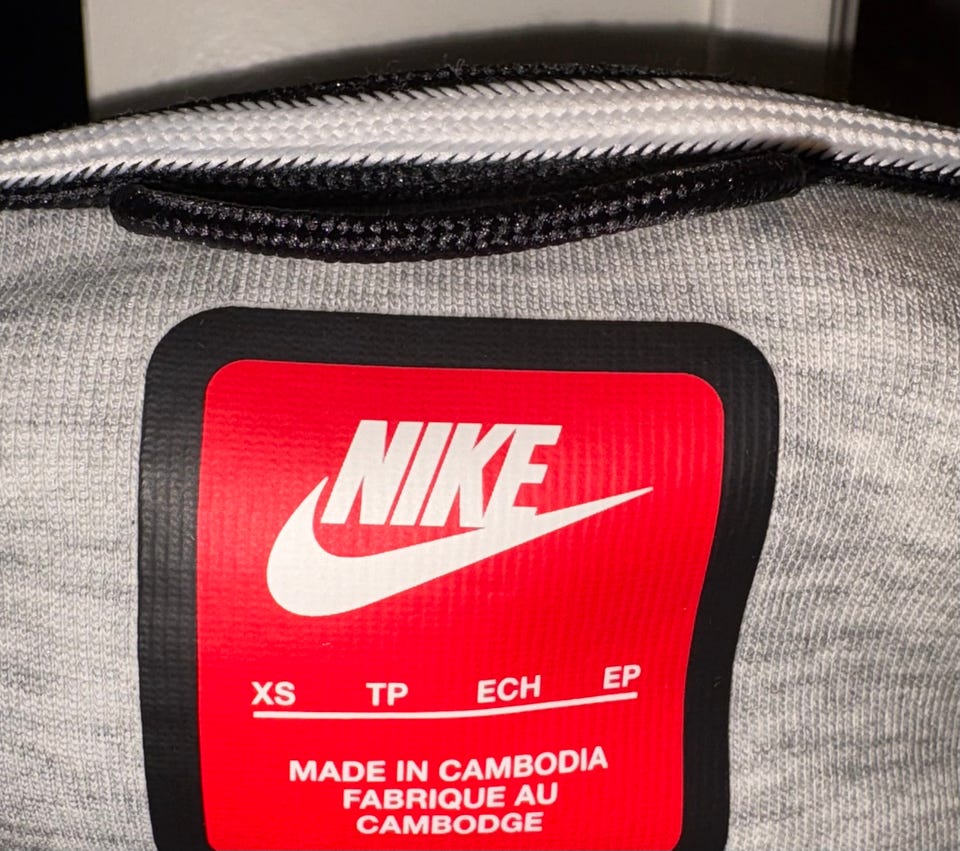 NIKE
XS TP ECH EP
MADE IN CAMBODIA
FABRIQUE AU
CAMBODGE